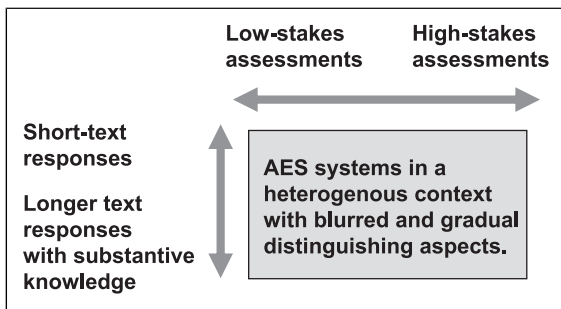 Low-stakes
assessments
High-stakes
assessments
Short-text
responses
Longer text
responses
with substantive
knowledge
AES systems in a
heterogenous context
with blurred and gradual
distinguishing aspects.